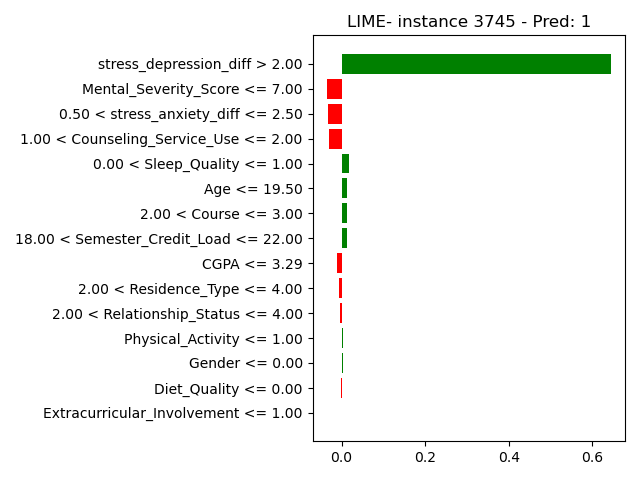 LIME- instance 3745 - Pred: 1
stress_depression_diff > 2.00
Mental_Severity_Score <= 7.00
0.50 < stress_anxiety_diff <= 2.50
1.00 < Counseling_Service_Use <= 2.00
0.00 < Sleep_Quality <= 1.00
Age <= 19.50
2.00 < Course <= 3.00
18.00 < Semester_Credit_Load <= 22.00
CGPA <= 3.29
2.00 < Residence_Type <= 4.00
2.00 < Relationship_Status <= 4.00
Physical_Activity <= 1.00
Gender <= 0.00
Diet_Quality <= 0.00
Extracurricular_Involvement <= 1.00
0.0 0.2 0.4 0.6